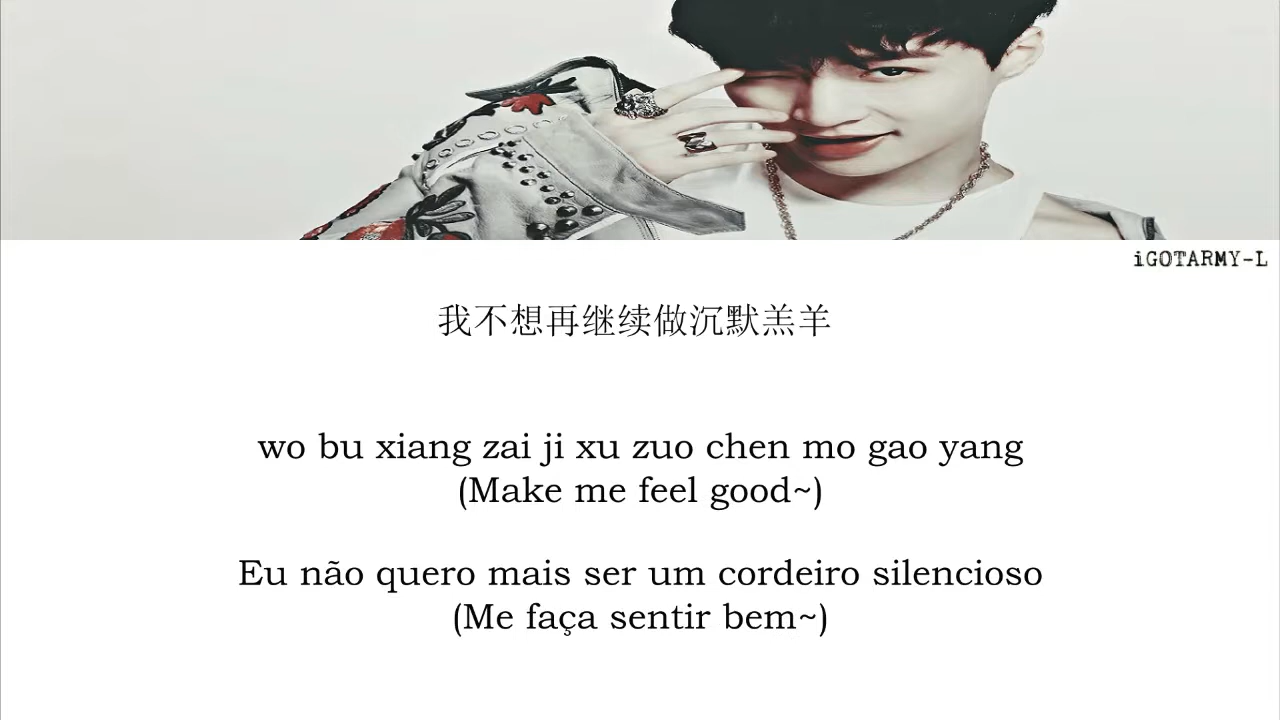 iGOTARMY-L
我不想再继续做沉默羔羊
wo bu xiang zai ji xu zuo chen mo gao yang
(Make me feel good~)
Eu não quero mais ser um cordeiro silencioso
(Me faça sentir bem~)